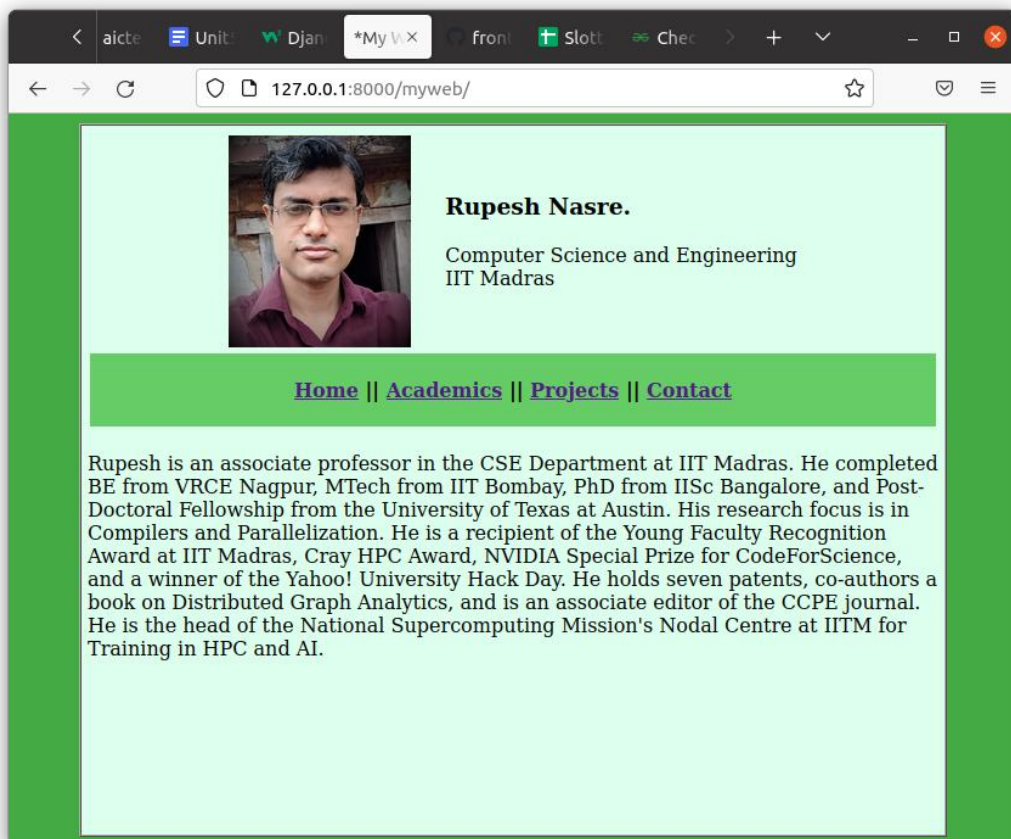 aicte Unit Djan *My W fron Slott Chec
127.0.0.1:8000/myweb/
Rupesh Nasre.
Computer Science and Engineering
IIT Madras
Home || Academics || Projects || Contact
Rupesh is an associate professor in the CSE Department at IIT Madras. He completed
BE from VRCE Nagpur, MTech from IIT Bombay, PhD from IISc Bangalore, and Post-
Doctoral Fellowship from the University of Texas at Austin. His research focus is in
Compilers and Parallelization. He is a recipient of the Young Faculty Recognition
Award at IIT Madras, Cray HPC Award, NVIDIA Special Prize for CodeForScience,
and a winner of the Yahoo! University Hack Day. He holds seven patents, co-authors a
book on Distributed Graph Analytics, and is an associate editor of the CCPE journal.
He is the head of the National Supercomputing Mission's Nodal Centre at IITM for
Training in HPC and AI.